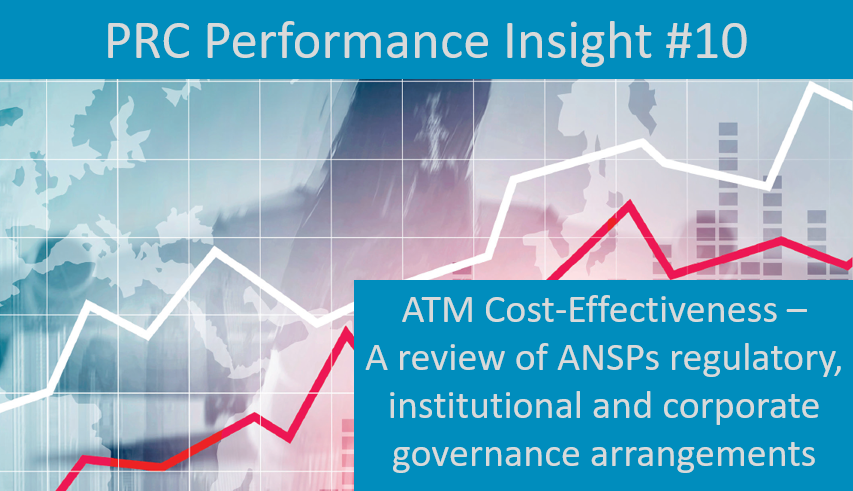 PRC Performance Insight #10
ATM Cost-Effectiveness –
A review of ANSPs regulatory,
institutional and corporate
governance arrangements